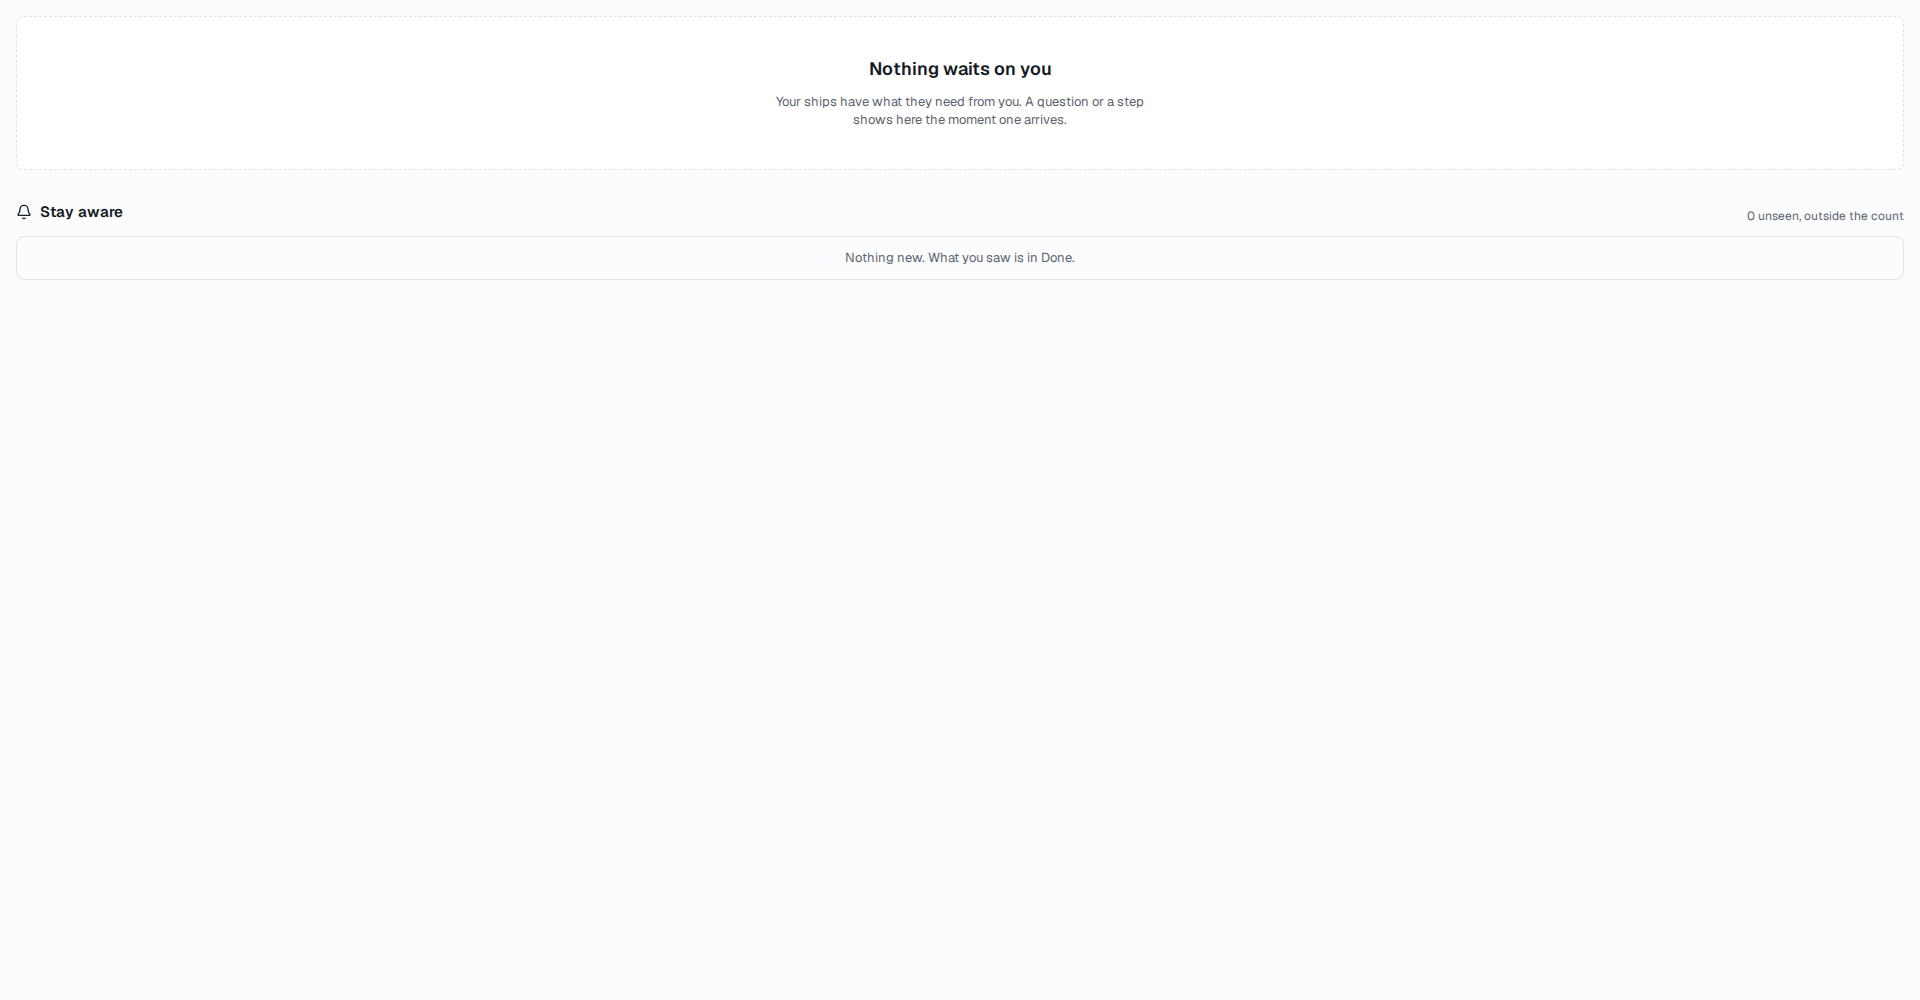 Nothing waits on you
Your ships have what they need from you. A question or a step
shows here the moment one arrives.
Stay aware
0 unseen, outside the count
Nothing new. What you saw is in Done.